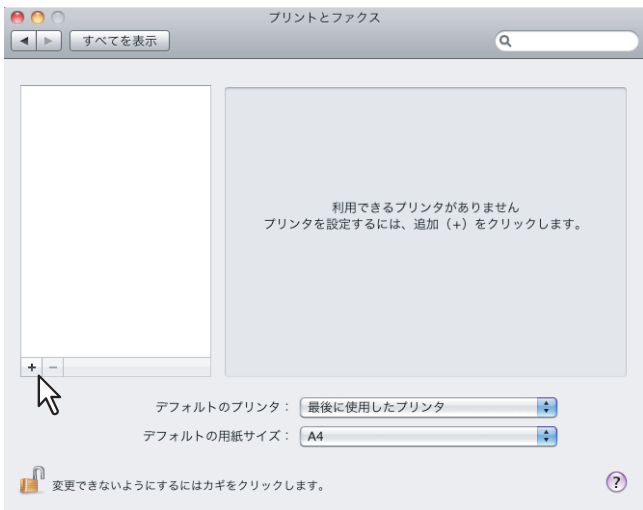 プリントとファクス
すべてを表示
利用できるプリンタがありません
プリンタを設定するには、追加（+）をクリックします。
+ −
デフォルトのプリンタ： 最後に使用したプリンタ
デフォルトの用紙サイズ： A4
変更できないようにするにはカギをクリックします。 ?